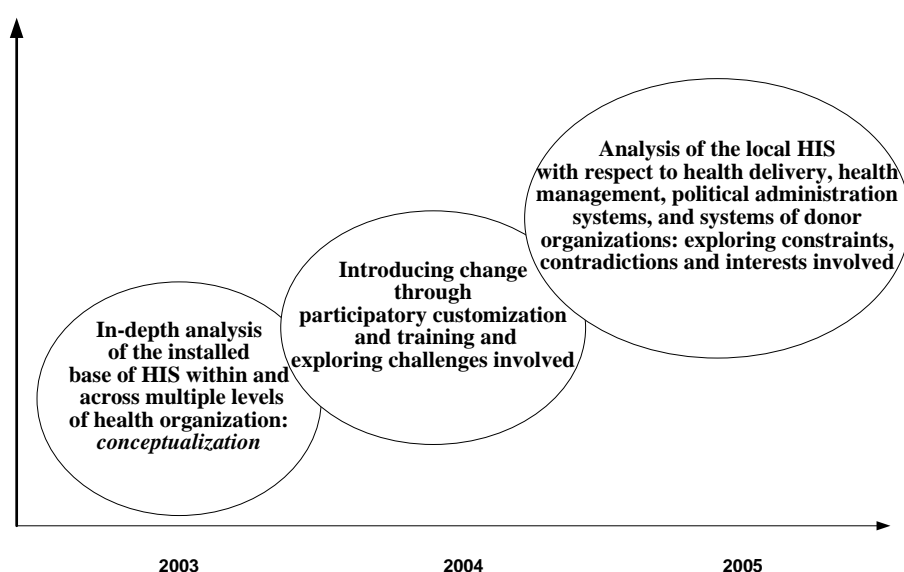 In-depth analysis
of the installed
base of HIS within and
across multiple levels
of health organization:
conceptualization
Introducing change
through
participatory customization
and training and
exploring challenges involved
Analysis of the local HIS
with respect to health delivery, health
management, political administration
systems, and systems of donor
organizations: exploring constraints,
contradictions and interests involved
2003
2004
2005